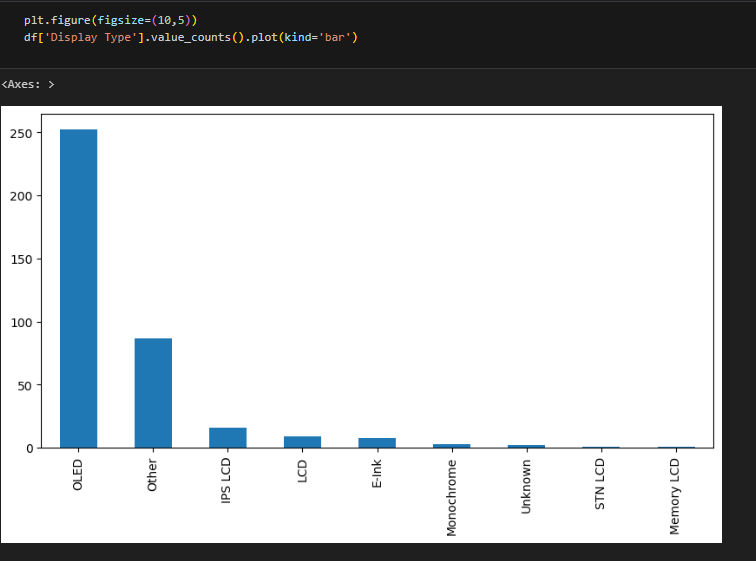 plt.figure(figsize=(10,5))
df['Display Type'].value_counts().plot(kind='bar')
<Axes: >
250
200
150
100
50
0
OLED
Other
IPS LCD
LCD
E-Ink
Monochrome
Unknown
STN LCD
Memory LCD